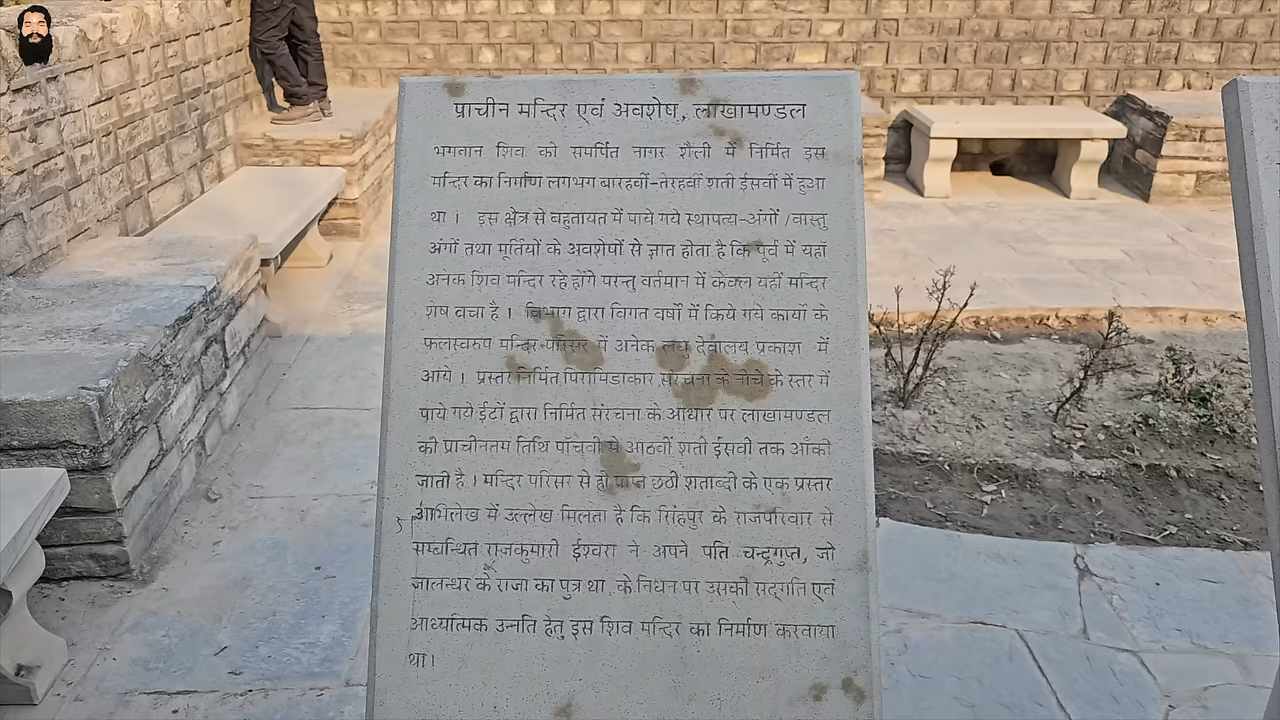 प्राचीन मन्दिर एवं अवशेष, लाखामण्डल
भगवान शिव को समर्पित नागर शैली में निर्मित इस
मन्दिर का निर्माण लगभग बारहवीं-तेरहवीं शती ईसवी में हुआ
था । इस क्षेत्र से बहुतायत में पाये गये स्थापत्य-अंगों /वास्तु
अंगों तथा मूर्तियों के अवशेषों से ज्ञात होता है कि पूर्व में यहाँ
अनेक शिव मन्दिर रहे होंगे परन्तु वर्तमान में केवल यही मन्दिर
शेष बचा है । विभाग द्वारा विगत वर्षों में किये गये कार्यों के
फलस्वरुप मन्दिर परिसर में अनेक लघु देवालय प्रकाश में
आये । प्रस्तर निर्मित पिरामिडाकार संरचना के नीचे के स्तर में
पाये गये ईंटों द्वारा निर्मित संरचना के आधार पर लाखामण्डल
की प्राचीनतम तिथि पाँचवी से आठवीं शती ईसवी तक आँकी
जाती है । मन्दिर परिसर से ही प्राप्त छठी शताब्दी के एक प्रस्तर
अभिलेख में उल्लेख मिलता है कि सिंहपुर के राजपरिवार से
सम्बन्धित राजकुमारी ईश्वरा ने अपने पति चन्द्रगुप्त, जो
जालन्धर के राजा का पुत्र था, के निधन पर उसकी सद्गति एवं
आध्यात्मिक उन्नति हेतु इस शिव मन्दिर का निर्माण करवाया
था।